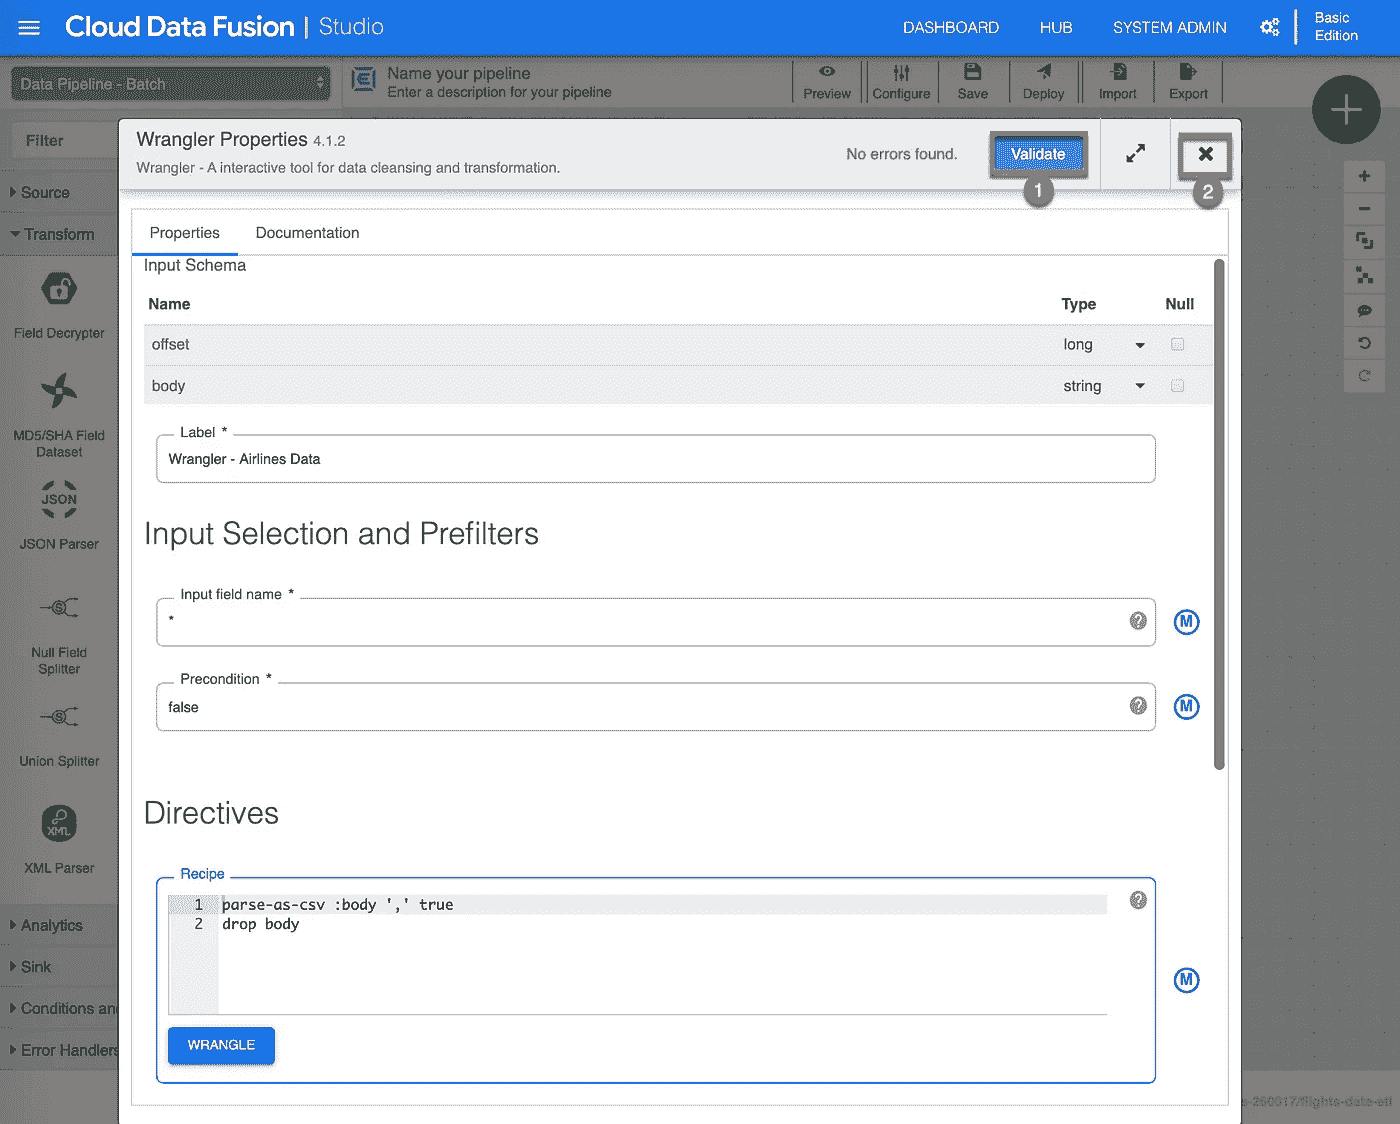 Cloud Data Fusion | Studio
DASHBOARD
HUB
SYSTEM ADMIN
Basic
Edition
Data Pipeline - Batch
Name your pipeline
Enter a description for your pipeline
Preview
Configure
Save
Deploy
Import
Export
Filter
Source
Transform
Field Decrypter
MD5/SHA Field
Dataset
JSON
JSON Parser
Null Field
Splitter
Union Splitter
XML
XML Parser
Analytics
Sink
Conditions an
Error Handlers
Wrangler Properties 4.1.2
Wrangler - A interactive tool for data cleansing and transformation.
No errors found.
Validate
1
2
Properties
Documentation
Input Schema
Name Type Null
offset long
body string
Label *
Wrangler - Airlines Data
Input Selection and Prefilters
Input field name *
*
M
Precondition *
false
M
Directives
Recipe
1 parse-as-csv :body ',' true
2 drop body
M
WRANGLE